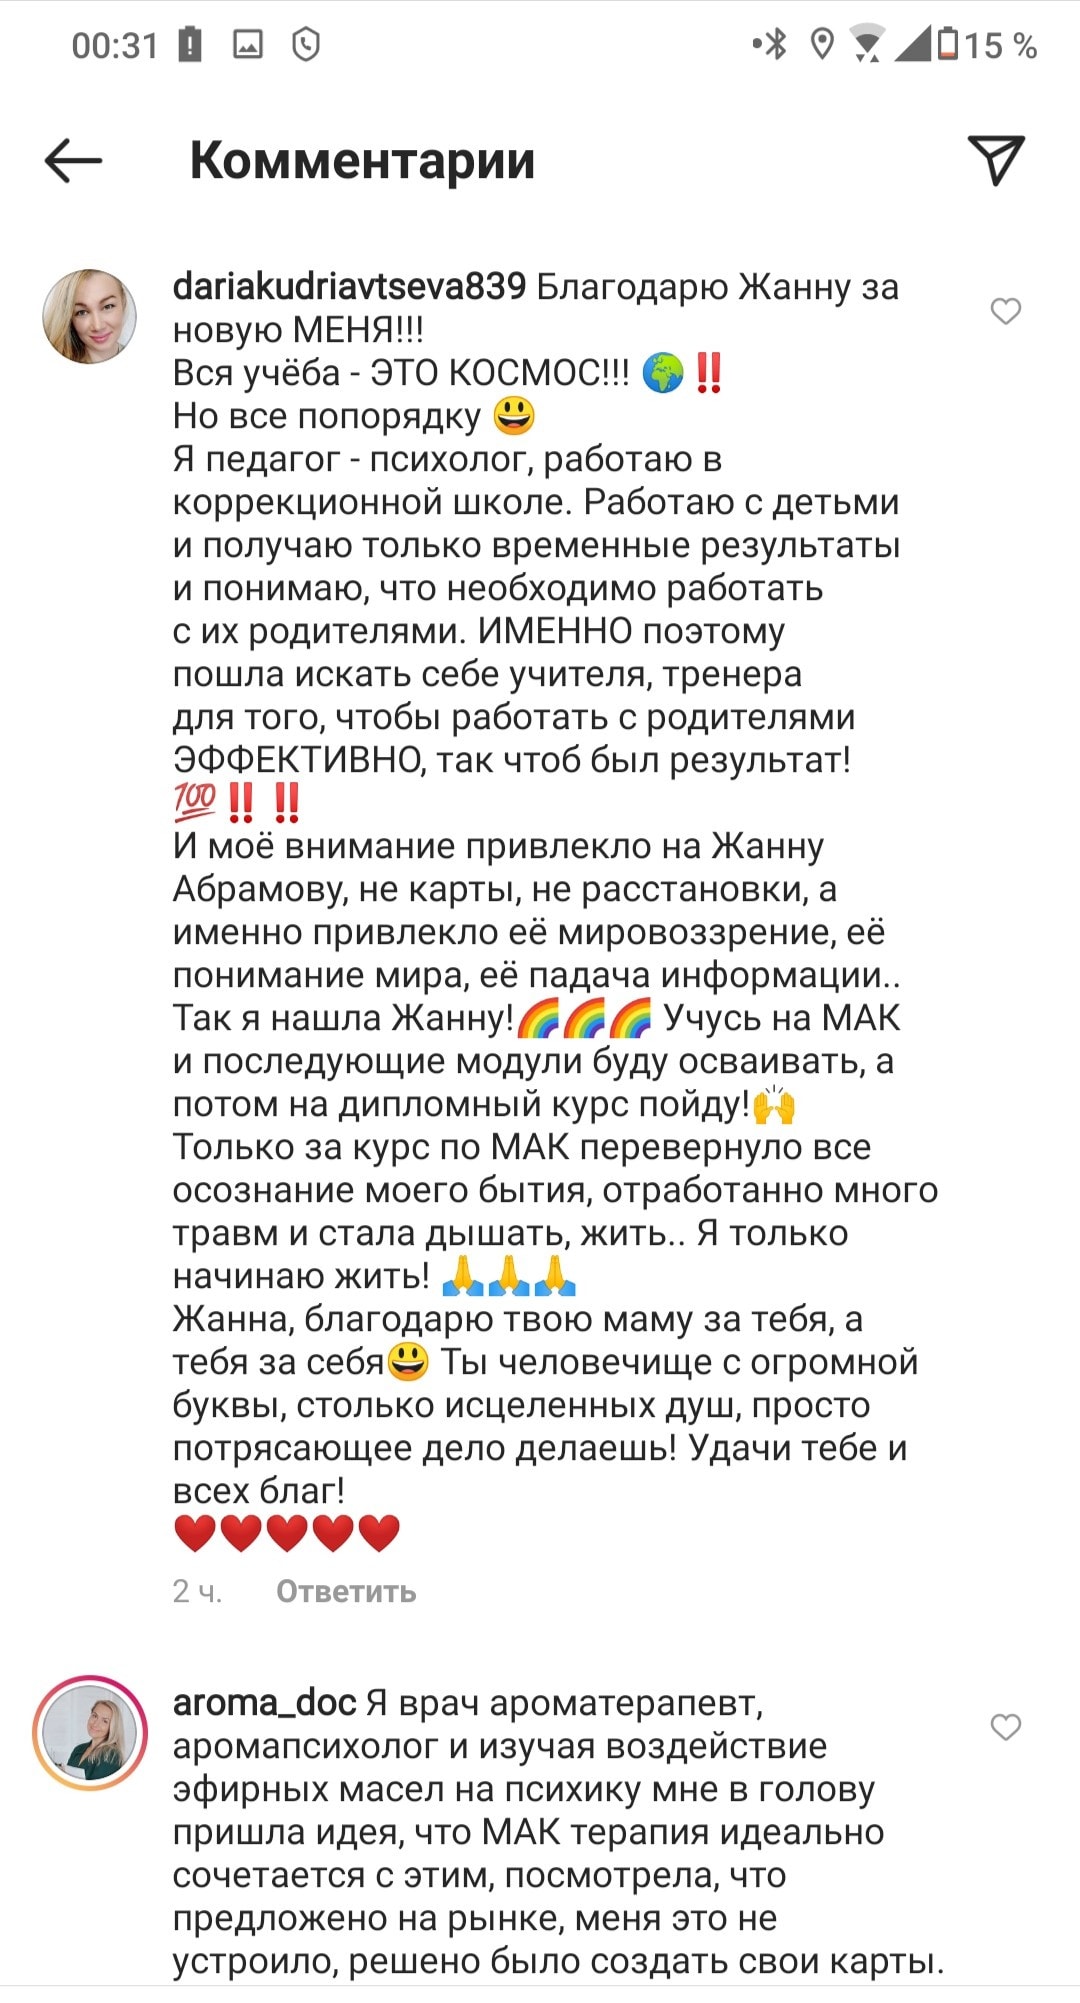 00:31
15 %
Комментарии
dariakudriavtseva839 Благодарю Жанну за
новую МЕНЯ!!!
Вся учёба - ЭТО КОСМОС!!! 🌍‼️
Но все попорядку 😃
Я педагог - психолог, работаю в
коррекционной школе. Работаю с детьми
и получаю только временные результаты
и понимаю, что необходимо работать
с их родителями. ИМЕННО поэтому
пошла искать себе учителя, тренера
для того, чтобы работать с родителями
ЭФФЕКТИВНО, так чтоб был результат!
💯‼️ ‼️
И моё внимание привлекло на Жанну
Абрамову, не карты, не расстановки, а
именно привлекло её мировоззрение, её
понимание мира, её падача информации..
Так я нашла Жанну!🌈🌈🌈 Учусь на МАК
и последующие модули буду осваивать, а
потом на дипломный курс пойду!🙌
Только за курс по МАК перевернуло все
осознание моего бытия, отработанно много
травм и стала дышать, жить.. Я только
начинаю жить! 🙏🙏🙏
Жанна, благодарю твою маму за тебя, а
тебя за себя😃 Ты человечище с огромной
буквы, столько исцеленных душ, просто
потрясающее дело делаешь! Удачи тебе и
всех благ!
❤️❤️❤️❤️❤️
2 ч. Ответить
aroma_doc Я врач ароматерапевт,
аромапсихолог и изучая воздействие
эфирных масел на психику мне в голову
пришла идея, что МАК терапия идеально
сочетается с этим, посмотрела, что
предложено на рынке, меня это не
устроило, решено было создать свои карты.